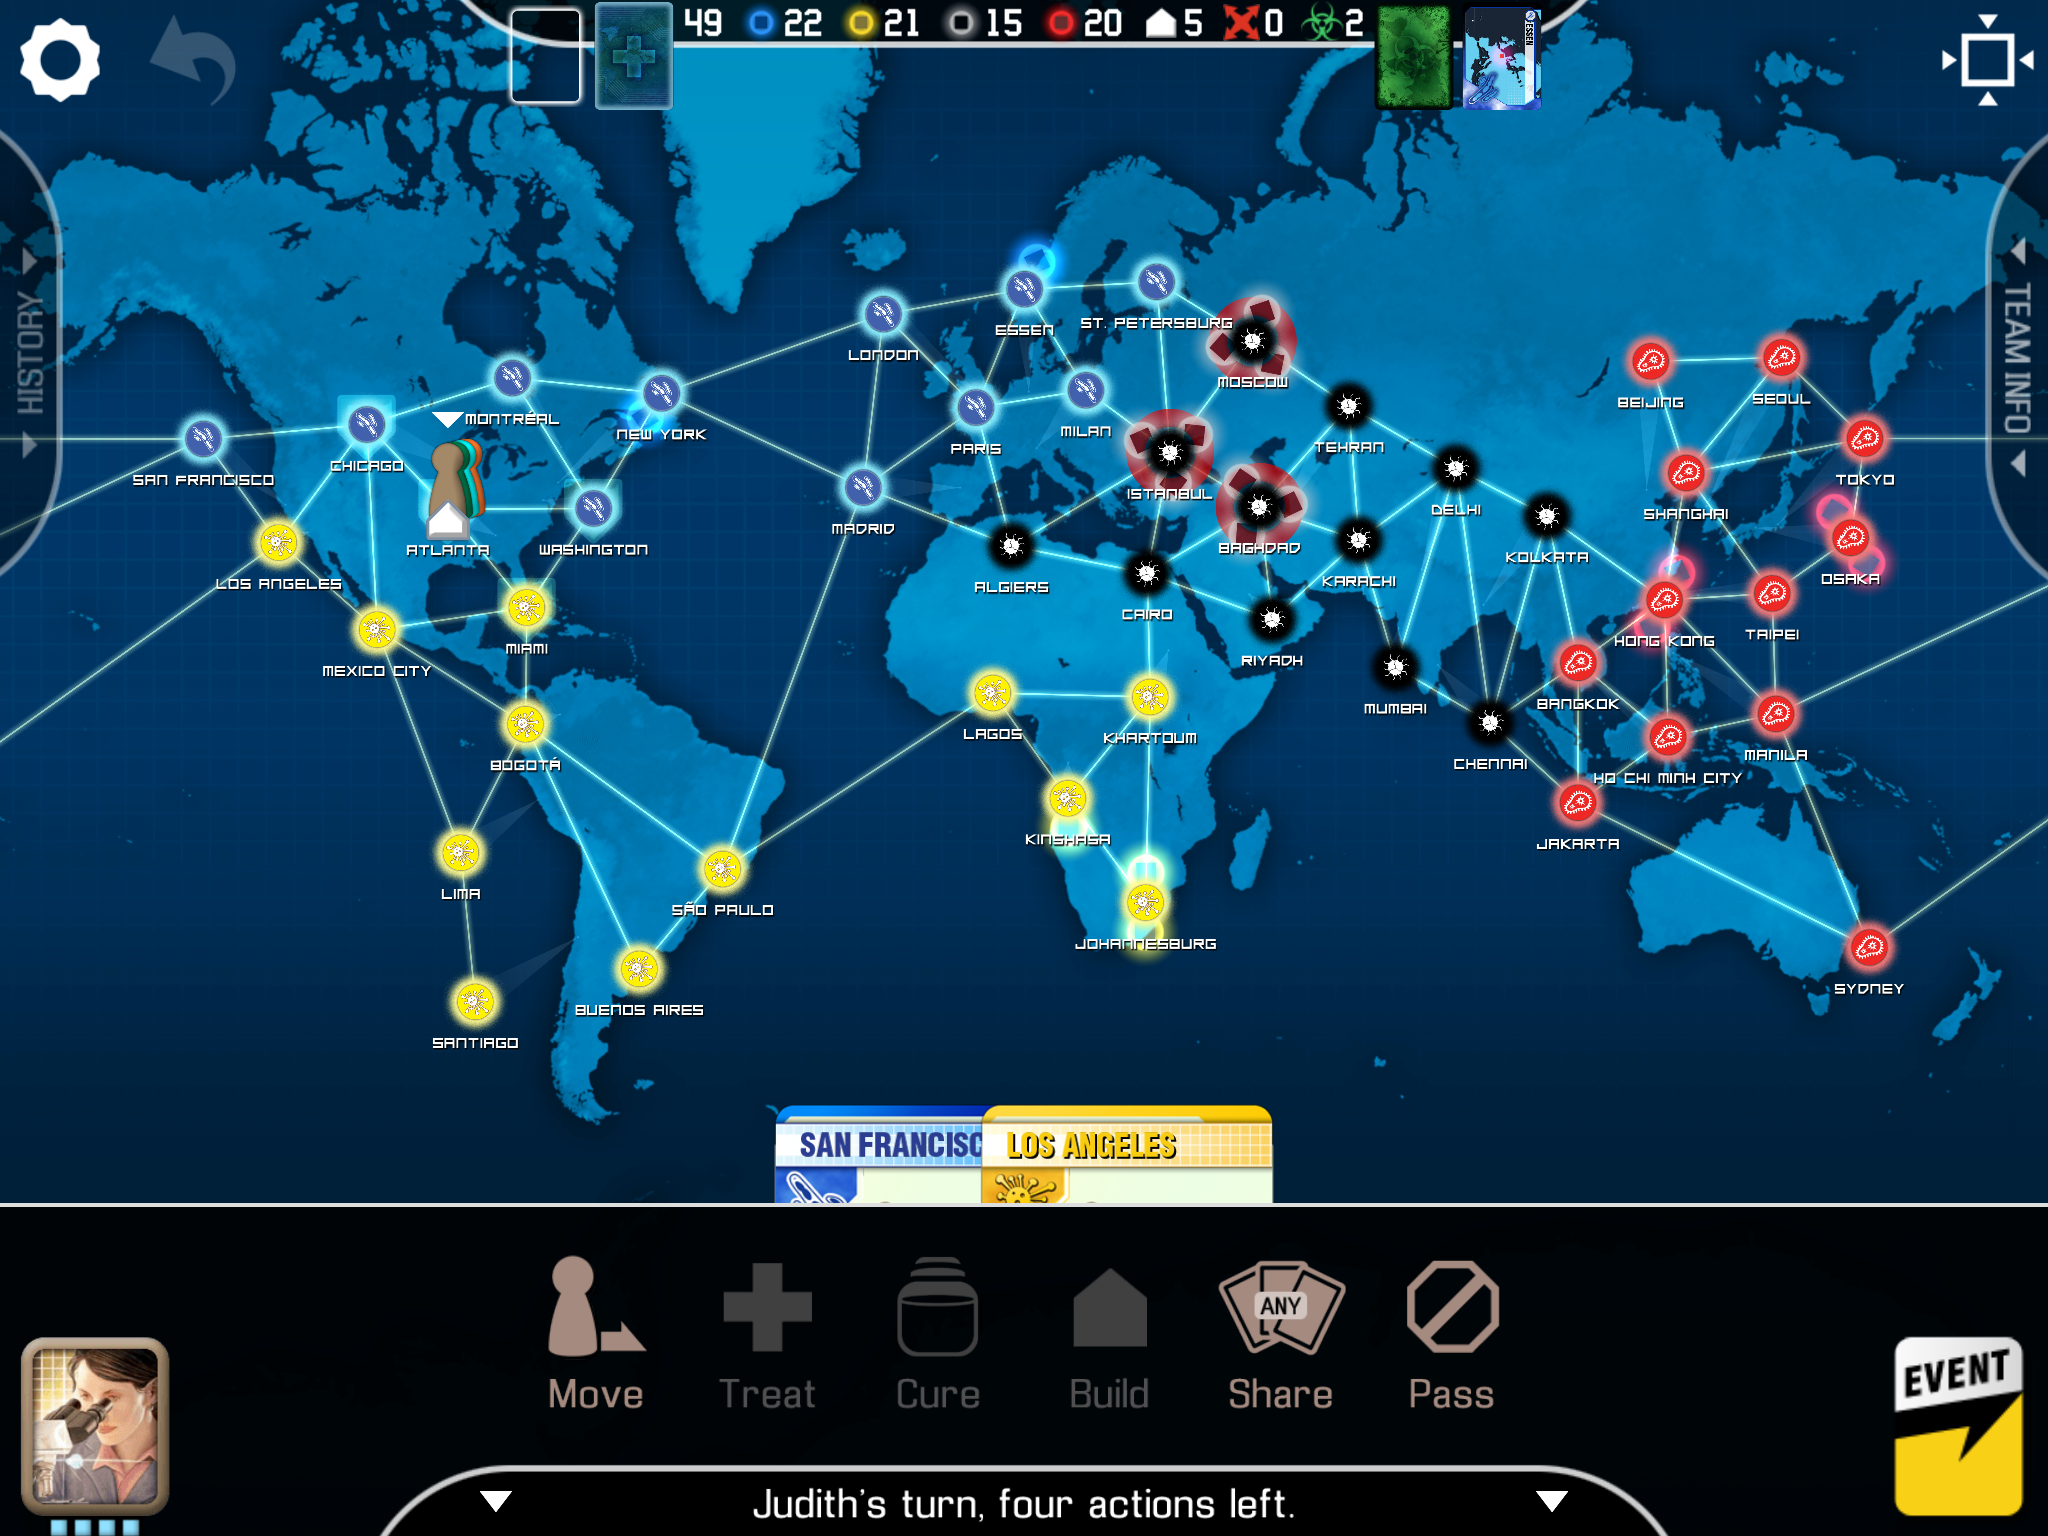 49 22 21 15 20 5 0 2
ESSEN
HISTORY
TEAM INFO
ST. PETERSBURG
ESSEN
LONDON
MOSCOW
MONTRÉAL
NEW YORK
PARIS
MILAN
TEHRAN
BEIJING
SEOUL
CHICAGO
SAN FRANCISCO
TOKYO
ISTANBUL
DELHI
SHANGHAI
MADRID
ATLANTA
WASHINGTON
BAGHDAD
KOLKATA
LOS ANGELES
ALGIERS
KARACHI
OSAKA
CAIRO
HONG KONG
TAIPEI
MIAMI
MEXICO CITY
RIYADH
MUMBAI
BANGKOK
LAGOS
KHARTOUM
BOGOTÁ
CHENNAI
MANILA
HO CHI MINH CITY
KINSHASA
JAKARTA
LIMA
SÃO PAULO
JOHANNESBURG
SYDNEY
BUENOS AIRES
SANTIAGO
SAN FRANCISC
LOS ANGELES
ANY
Move
Treat
Cure
Build
Share
Pass
EVENT
Judith's turn, four actions left.